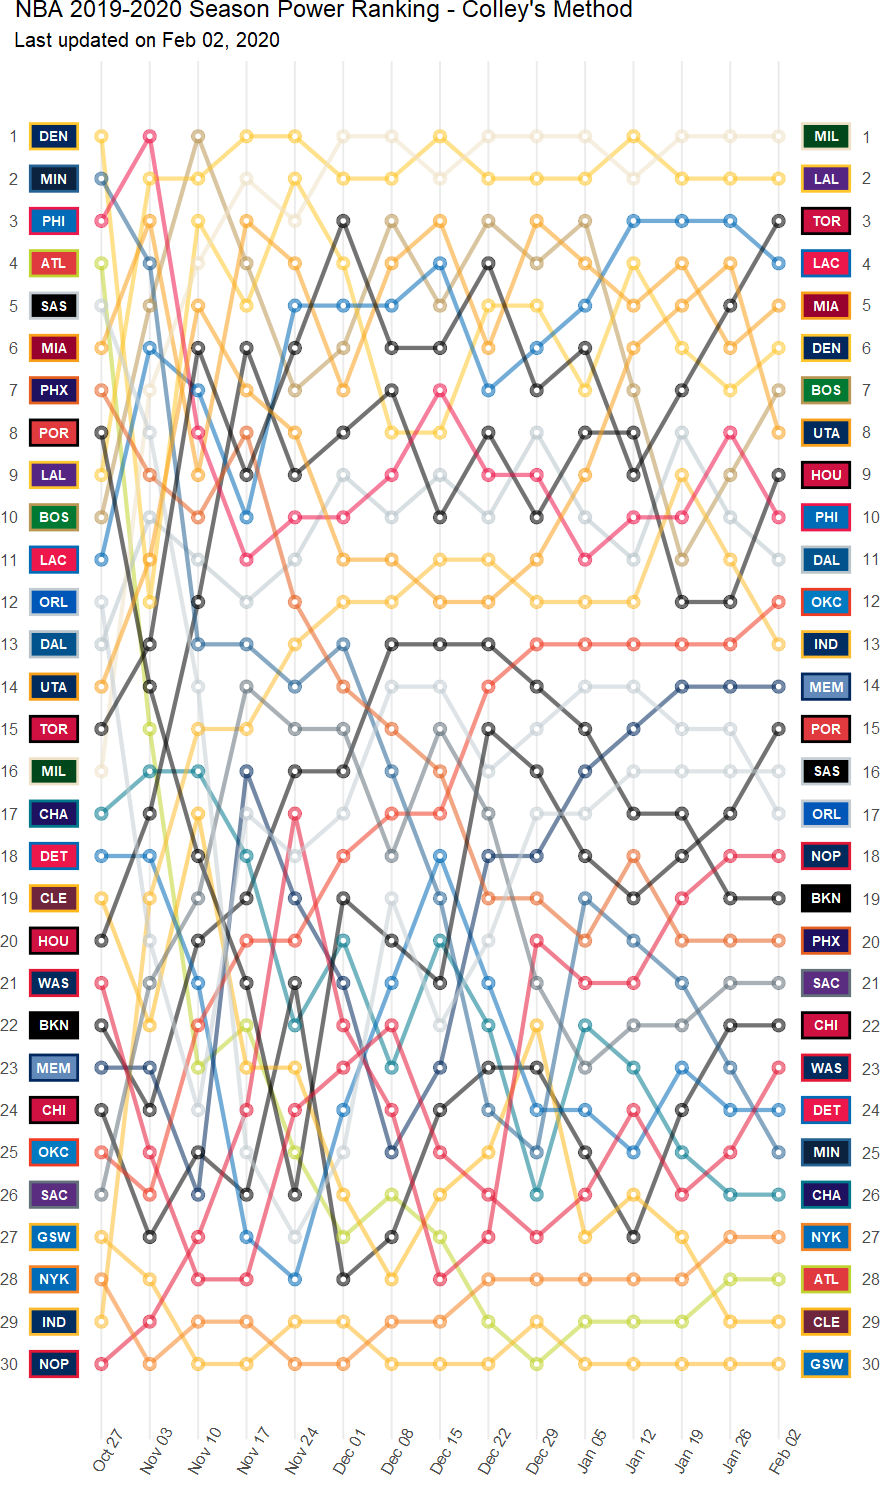 NBA 2019-2020 Season Power Ranking - Colley's Method
Last updated on Feb 02, 2020
1 DEN MIL 1
2 MIN LAL 2
3 PHI TOR 3
4 ATL LAC 4
5 SAS MIA 5
6 MIA DEN 6
7 PHX BOS 7
8 POR UTA 8
9 LAL HOU 9
10 BOS PHI 10
11 LAC DAL 11
12 ORL OKC 12
13 DAL IND 13
14 UTA MEM 14
15 TOR POR 15
16 MIL SAS 16
17 CHA ORL 17
18 DET NOP 18
19 CLE BKN 19
20 HOU PHX 20
21 WAS SAC 21
22 BKN CHI 22
23 MEM WAS 23
24 CHI DET 24
25 OKC MIN 25
26 SAC CHA 26
27 GSW NYK 27
28 NYK ATL 28
29 IND CLE 29
30 NOP GSW 30
Oct 27 Nov 03 Nov 10 Nov 17 Nov 24 Dec 01 Dec 08 Dec 15 Dec 22 Dec 29 Jan 05 Jan 12 Jan 19 Jan 26 Feb 02